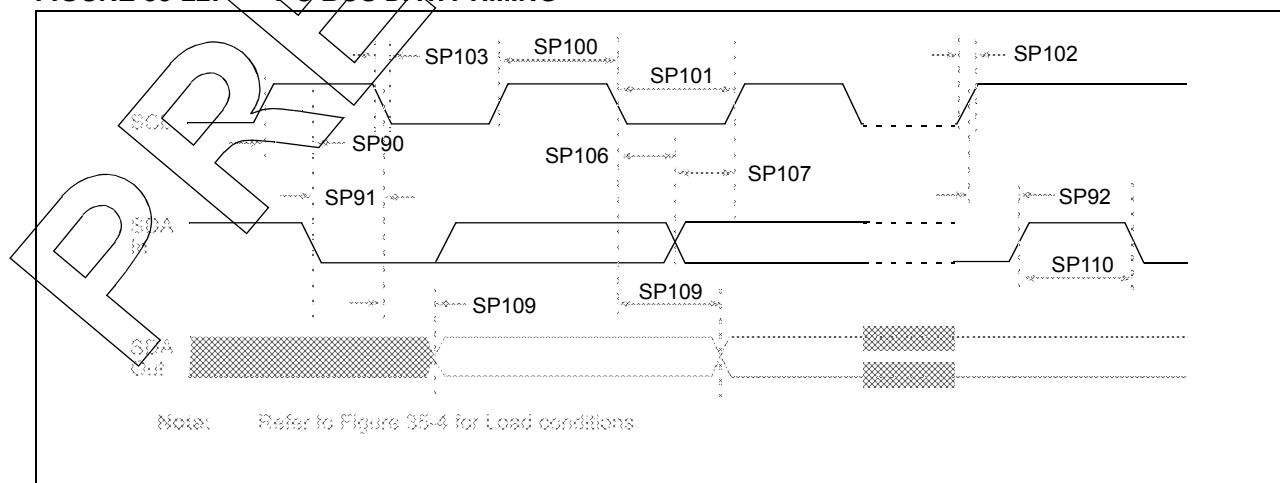 SP103
SP100
SP101
SP102
SCL
SP90
SP106
SP107
SP91
SP92
SDA
In
SP110
SP109
SP109
SDA
Out
Note: Refer to Figure 35-4 for Load conditions.